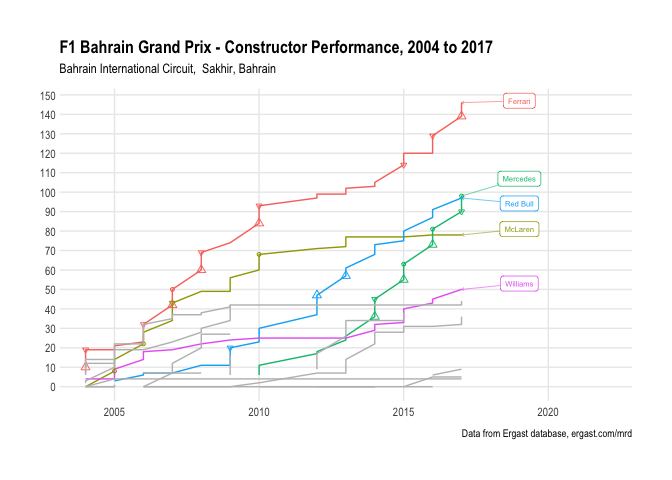 F1 Bahrain Grand Prix - Constructor Performance, 2004 to 2017
Bahrain International Circuit,  Sakhir, Bahrain
150
140
130
120
110
100
90
80
70
60
50
40
30
20
10
0
Ferrari
Mercedes
Red Bull
McLaren
Williams
2005
2010
2015
2020
Data from Ergast database, ergast.com/mrd